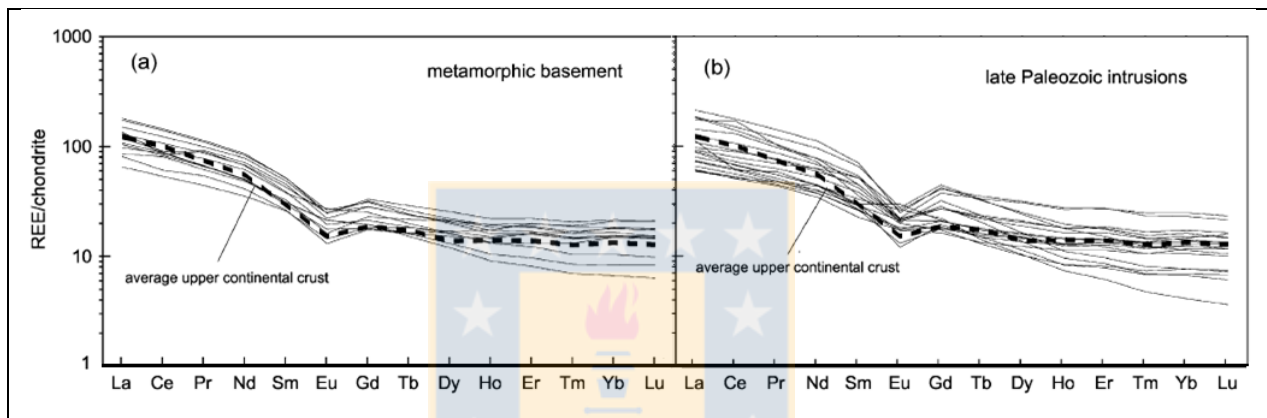 1000
100
10
1
REE/chondrite
(a)
metamorphic basement
average upper continental crust
La Ce Pr Nd Sm Eu Gd Tb Dy Ho Er Tm Yb Lu
(b)
late Paleozoic intrusions
average upper continental crust
La Ce Pr Nd Sm Eu Gd Tb Dy Ho Er Tm Yb Lu